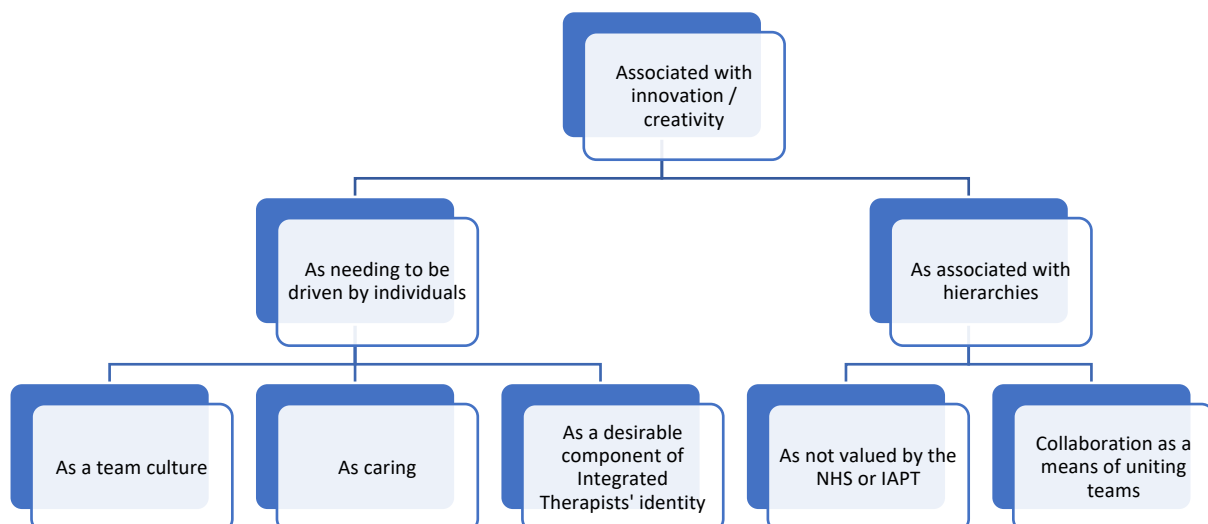 Associated with
innovation /
creativity
As needing to be
driven by individuals
As associated with
hierarchies
As a team culture
As caring
As a desirable
component of
Integrated
Therapists' identity
As not valued by the
NHS or IAPT
Collaboration as a
means of uniting
teams